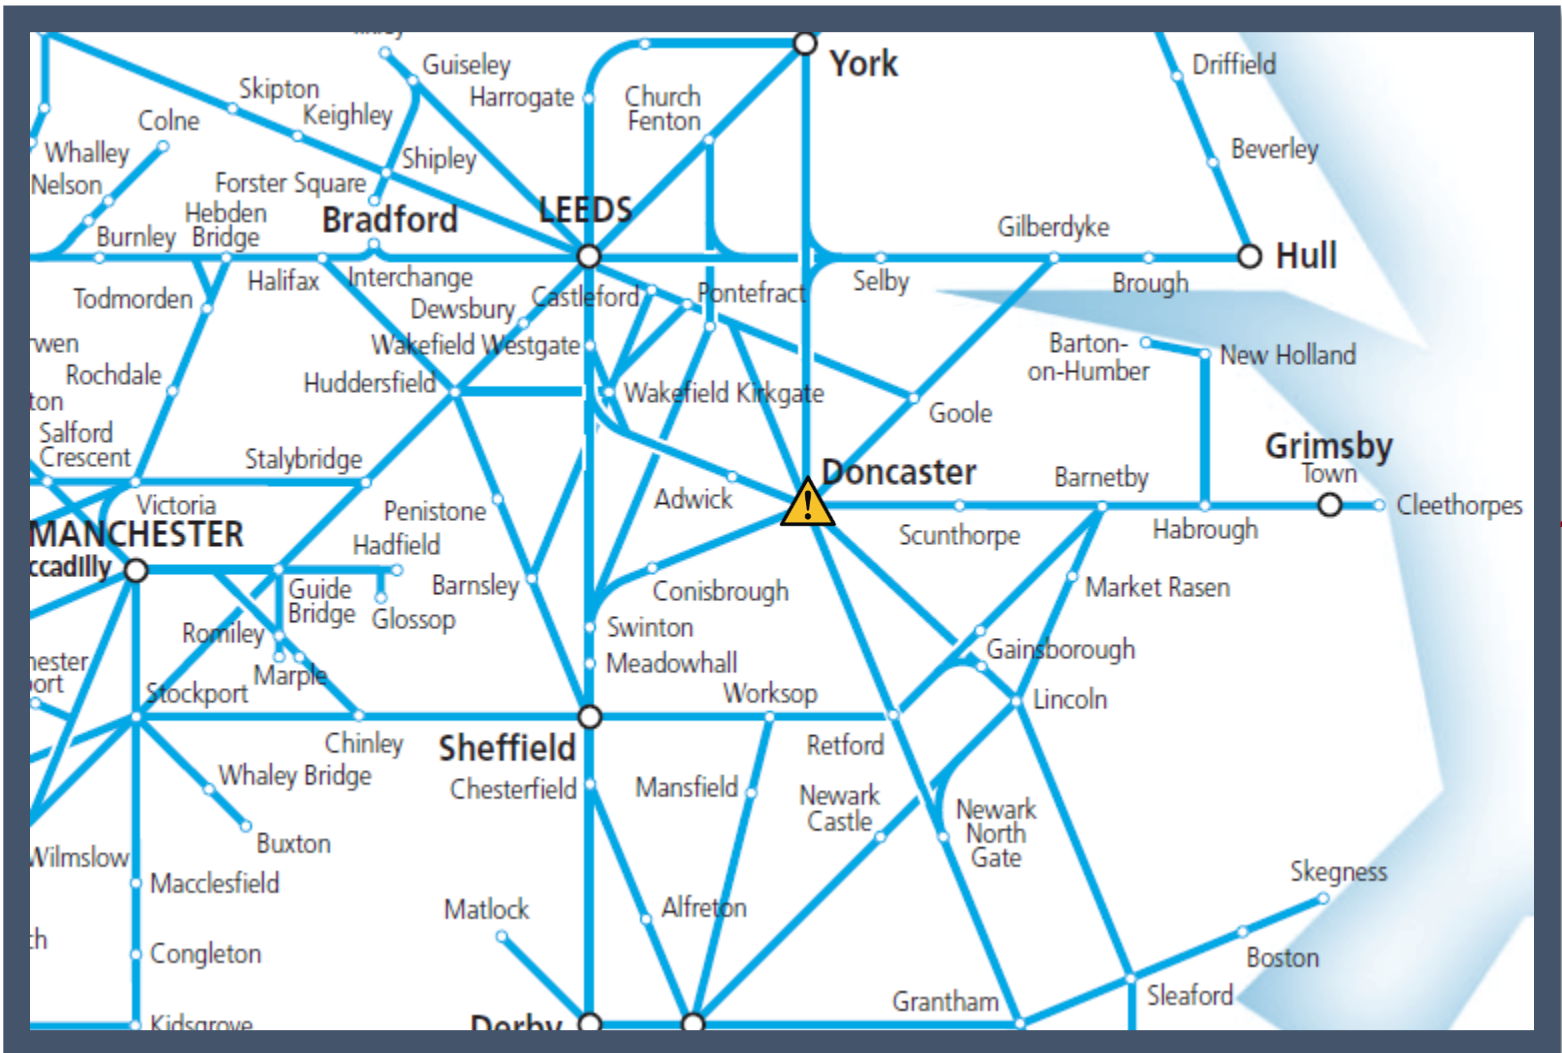 York
Driffield
Guiseley
Harrogate
Church
Fenton
Skipton
Keighley
Colne
Beverley
Whalley
Shipley
Nelson
Forster Square
Hebden
Bridge
Bradford
LEEDS
Burnley
Gilberdyke
Hull
Halifax
Interchange
Selby
Brough
Todmorden
Dewsbury
Castleford
Pontefract
Wakefield Westgate
Barton-
on-Humber
New Holland
Rochdale
Huddersfield
Wakefield Kirkgate
Goole
Salford
Crescent
Stalybridge
Doncaster
Grimsby
Town
Barnetby
Adwick
!
Victoria
Penistone
Scunthorpe
Habrough
Cleethorpes
MANCHESTER
Hadfield
Guide
Bridge
Glossop
Barnsley
Conisbrough
Market Rasen
Romiley
Swinton
Gainsborough
Marple
Meadowhall
Stockport
Worksop
Lincoln
Chinley
Sheffield
Retford
Whaley Bridge
Chesterfield
Mansfield
Newark
Castle
Newark
North
Gate
Buxton
Wilmslow
Macclesfield
Skegness
Matlock
Alfreton
Congleton
Boston
Grantham
Sleaford
Kidsgrove
Derby